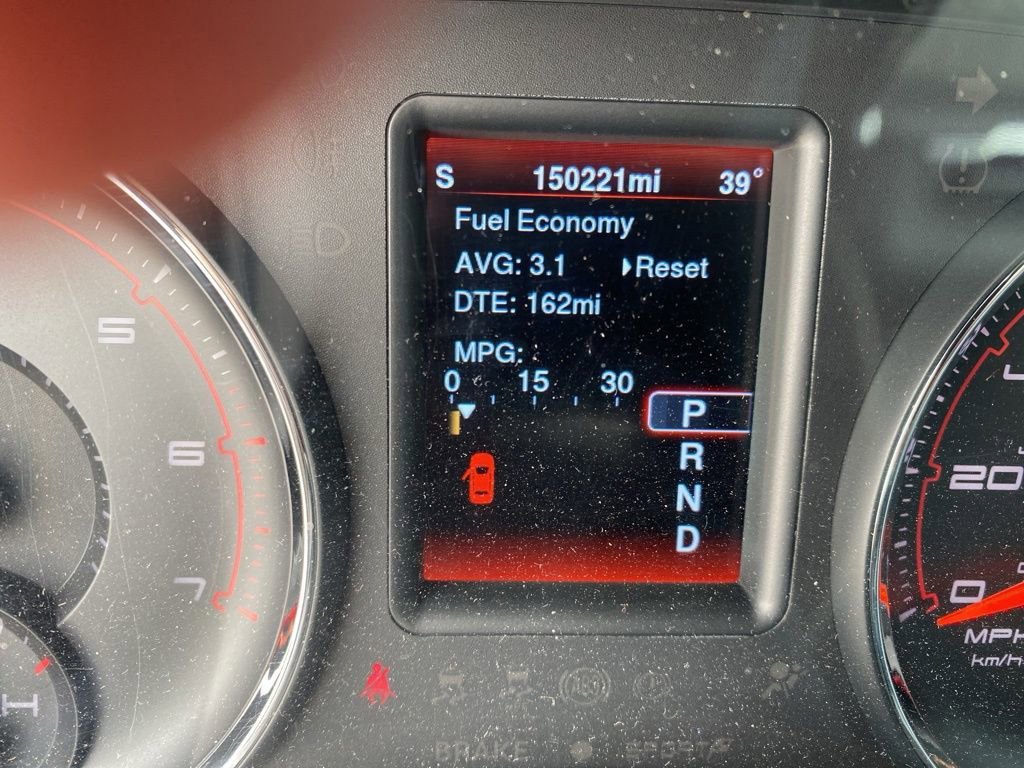 S 150221mi 39°
Fuel Economy
AVG: 3.1 Reset
DTE: 162mi
MPG:
0 15 30
P
R
N
D
5
6
7
H
20
0
MPH
km/h
BRAKE